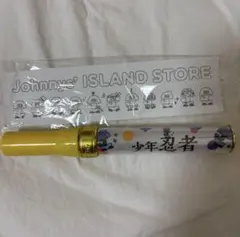 Johnnys' ISLAND STORE
少年忍者